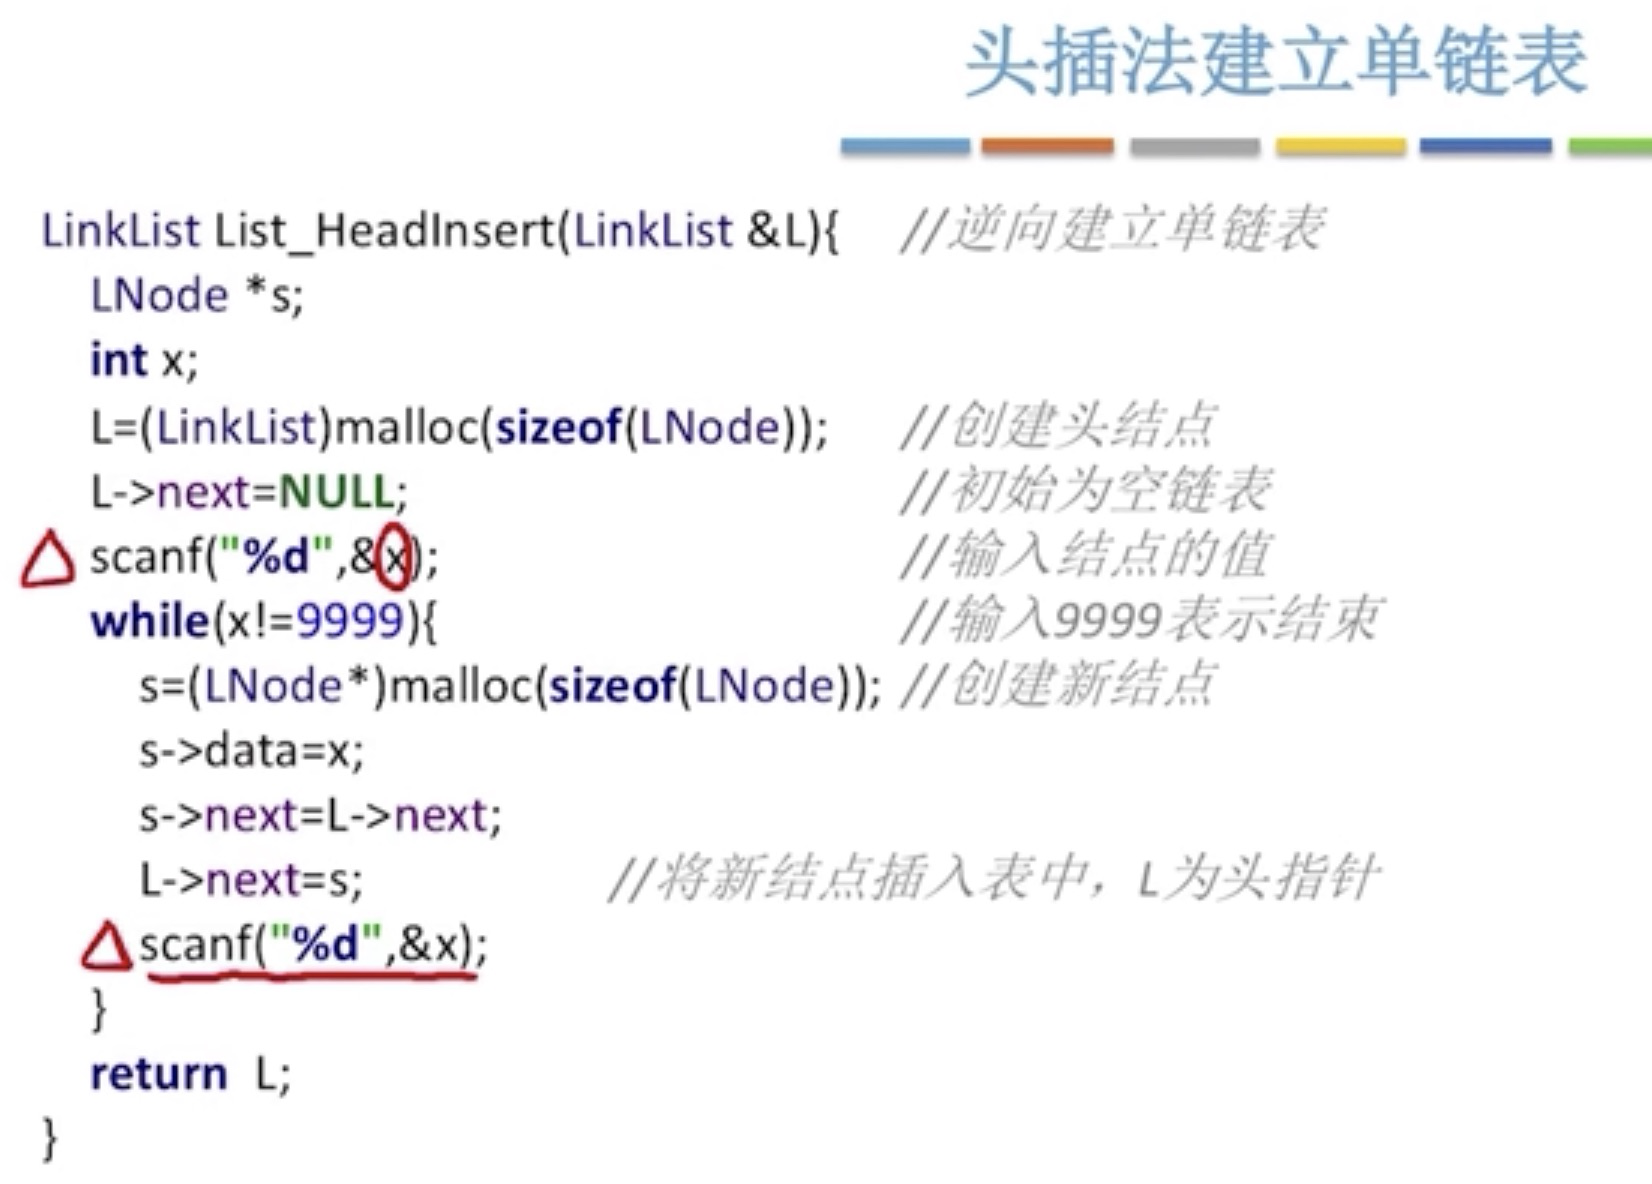 头插法建立单链表
LinkList List_HeadInsert(LinkList &L){ //逆向建立单链表
LNode *s;
int x;
L=(LinkList)malloc(sizeof(LNode)); //创建头结点
L->next=NULL; //初始为空链表
scanf("%d",&x); //输入结点的值
while(x!=9999){ //输入9999表示结束
s=(LNode*)malloc(sizeof(LNode)); //创建新结点
s->data=x;
s->next=L->next;
L->next=s; //将新结点插入表中，L为头指针
scanf("%d",&x);
}
return L;
}